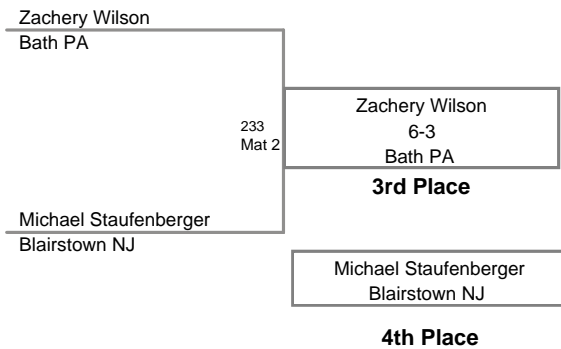 Zachery Wilson
Bath PA
233
Mat 2
Zachery Wilson
6-3
Bath PA
3rd Place
Michael Staufenberger
Blairstown NJ
Michael Staufenberger
Blairstown NJ
4th Place